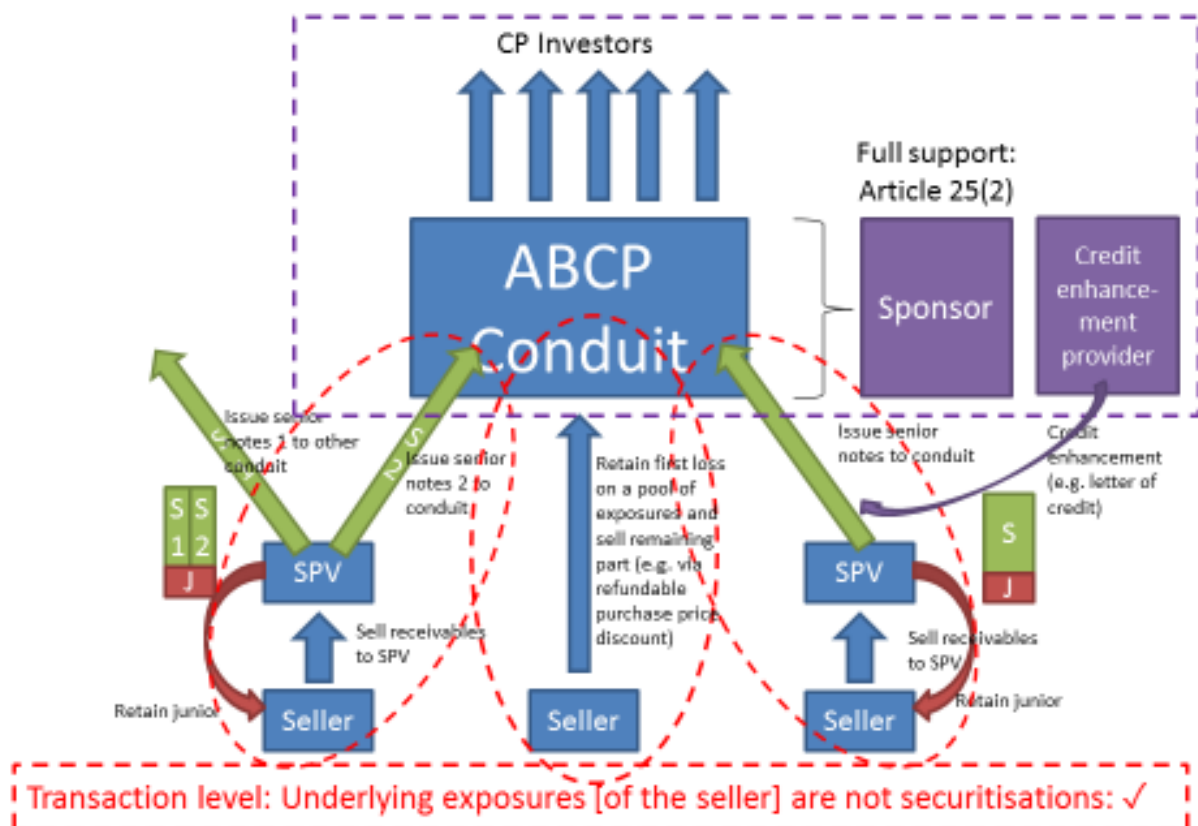 CP Investors
Full support:
Article 25(2)
ABCP
Conduit
Sponsor
Credit
enhance-
ment
provider
Issue senior
notes 1 to other
conduit
S 2
Issue senior
notes 2 to
conduit
Retain first loss
on a pool of
exposures and
sell remaining
part (e.g. via
refundable
purchase price
discount)
Issue senior
notes to conduit
Credit
enhancement
(e.g. letter of
credit)
S S
1 2
J
SPV
SPV
S
J
Sell receivables
to SPV
Sell receivables
to SPV
Retain junior
Seller
Seller
Seller
Retain junior
Transaction level: Underlying exposures [of the seller] are not securitisations: ✓